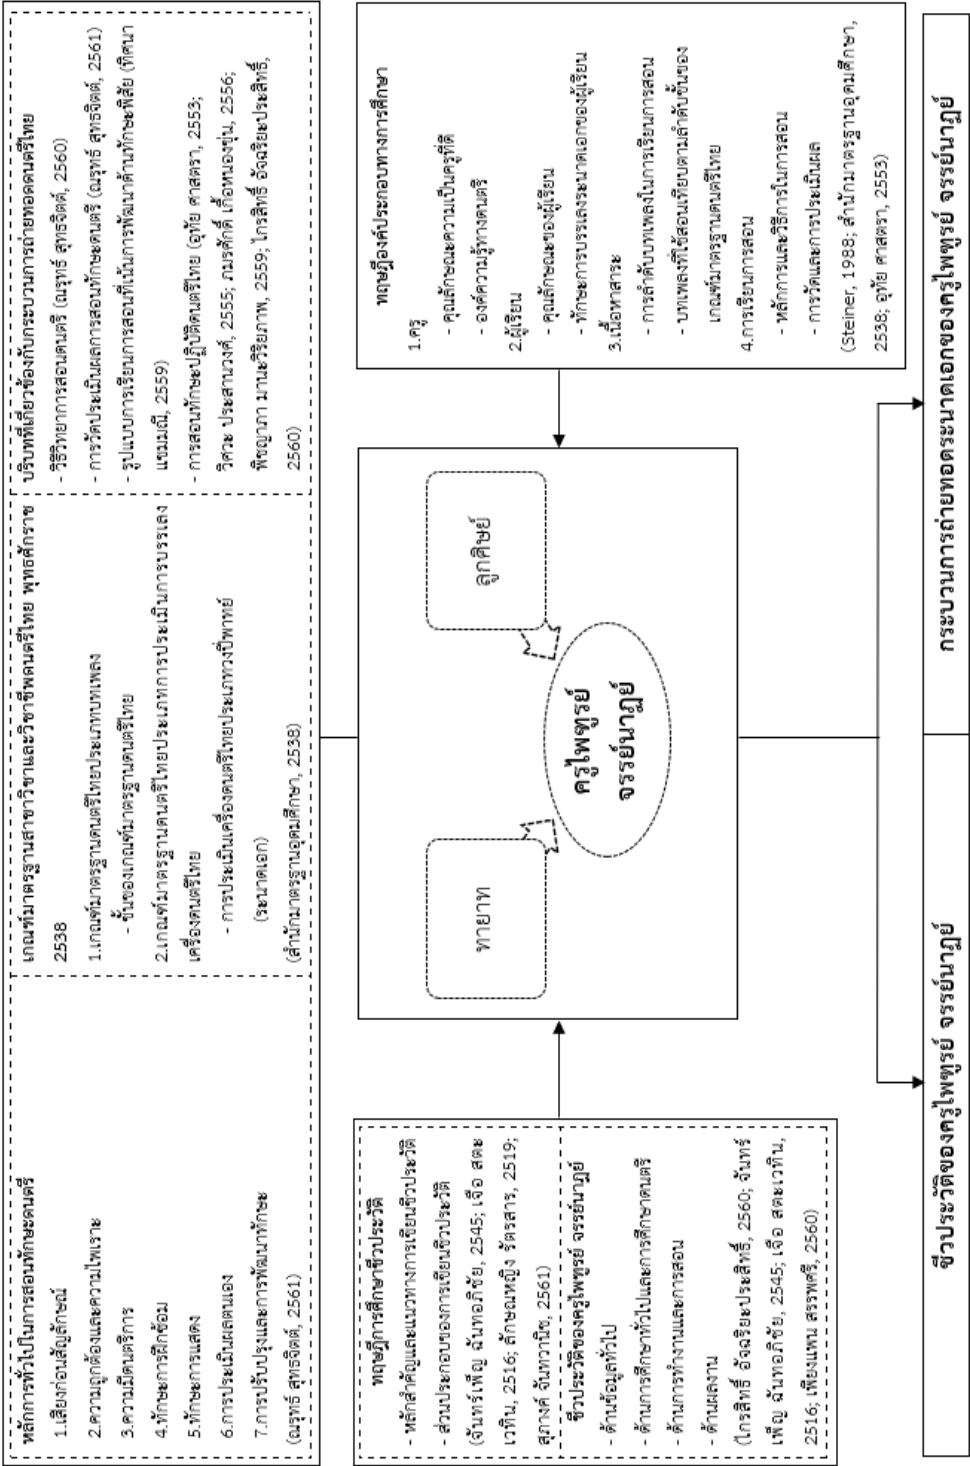 หลักการทั่วไปในการสอนทักษะดนตรี
1.เสียงก่อนสัญลักษณ์
2.ความถูกต้องและความไพเราะ
3.ความมีดนตรีการ
4.ทักษะการฝึกซ้อม
5.ทักษะการแสดง
6.การประเมินผลตนเอง
7.การปรับปรุงและการพัฒนาทักษะ
(ณรุทธ์ สุทธจิตต์, 2561)
เกณฑ์มาตรฐานสาขาวิชาและวิชาชีพดนตรีไทย พุทธศักราช
2538
1.เกณฑ์มาตรฐานดนตรีไทยประเภทบทเพลง
- ขั้นของเกณฑ์มาตรฐานดนตรีไทย
2.เกณฑ์มาตรฐานดนตรีไทยประเภทการประเมินการบรรเลง
เครื่องดนตรีไทย
- การประเมินเครื่องดนตรีไทยประเภทวงปี่พาทย์
(ระนาดเอก)
(สำนักมาตรฐานอุดมศึกษา, 2538)
บริบทที่เกี่ยวข้องกับกระบวนการถ่ายทอดดนตรีไทย
- วิธีวิทยาการสอนดนตรี (ณรุทธ์ สุทธจิตต์, 2560)
- การวัดประเมินผลการสอนทักษะดนตรี (ณรุทธ์ สุทธจิตต์, 2561)
- รูปแบบการเรียนการสอนที่เน้นการพัฒนาด้านทักษะพิสัย (ทิศนา
แขมมณี, 2559)
- การสอนทักษะปฏิบัติดนตรีไทย (อุทัย ศาสตรา, 2553;
วิศวะ ประสานวงศ์, 2555; ภมรศักดิ์ เกื้อหนองขุ่น, 2556;
พิชญาภา มานะวิริยภาพ, 2559; ไกรสิทธิ์ อัจฉริยะประสิทธิ์,
2560)
ทฤษฎีการศึกษาชีวประวัติ
- หลักสำคัญและแนวทางการเขียนชีวประวัติ
- ส่วนประกอบของการเขียนชีวประวัติ
(จันทร์เพ็ญ ฉันทอภิชัย, 2545; เจือ สตะ
เวทิน, 2516; ลักษณหญิง รัตรสาร, 2519;
สุภางค์ จันทวานิช, 2561)
ชีวประวัติของครูไพฑูรย์ จรรย์นาฏย์
- ด้านข้อมูลทั่วไป
- ด้านการศึกษาทั่วไปและการศึกษาดนตรี
- ด้านการทำงานและการสอน
- ด้านผลงาน
(ไกรสิทธิ์ อัจฉริยะประสิทธิ์, 2560; จันทร์
เพ็ญ ฉันทอภิชัย, 2545; เจือ สตะเวทิน,
2516; เพียงแพน สรรพศรี, 2560)
ทายาท
ลูกศิษย์
ครูไพฑูรย์
จรรย์นาฏย์
ทฤษฎีองค์ประกอบทางการศึกษา
1.ครู
- คุณลักษณะความเป็นครูที่ดี
- องค์ความรู้ทางดนตรี
2.ผู้เรียน
- คุณลักษณะของผู้เรียน
- ทักษะการบรรเลงระนาดเอกของผู้เรียน
3.เนื้อหาสาระ
- การลำดับบทเพลงในการเรียนการสอน
- บทเพลงที่ใช้สอนเทียบตามลำดับขั้นของ
เกณฑ์มาตรฐานดนตรีไทย
4.การเรียนการสอน
- หลักการและวิธีการในการสอน
- การวัดและการประเมินผล
(Steiner, 1988; สำนักมาตรฐานอุดมศึกษา,
2538; อุทัย ศาสตรา, 2553)
ชีวประวัติของครูไพฑูรย์ จรรย์นาฏย์
กระบวนการถ่ายทอดระนาดเอกของครูไพฑูรย์ จรรย์นาฏย์